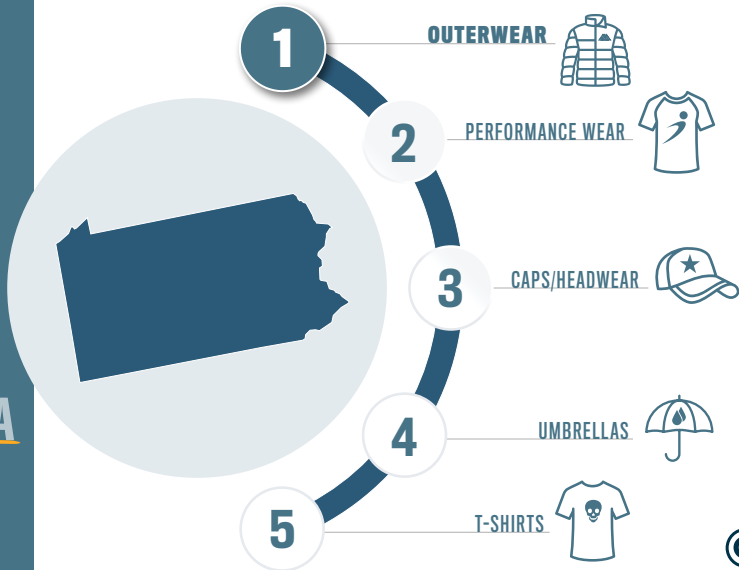 1 OUTERWEAR
2 PERFORMANCE WEAR
3 CAPS/HEADWEAR
A
4 UMBRELLAS
5 T-SHIRTS